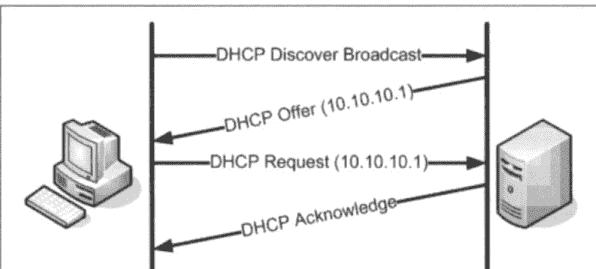 DHCP Discover Broadcast
DHCP Offer (10.10.10.1)
DHCP Request (10.10.10.1)
DHCP Acknowledge